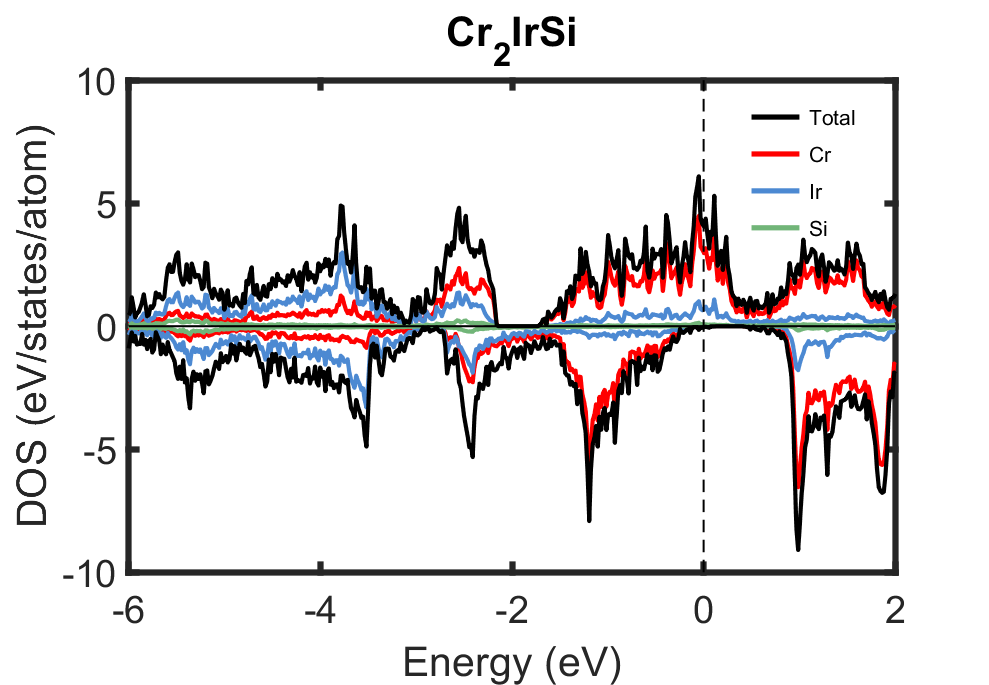 Cr2IrSi
10
5
0
-5
-10
DOS (eV/states/atom)
Total
Cr
Ir
Si
-6
-4
-2
0
2
Energy (eV)